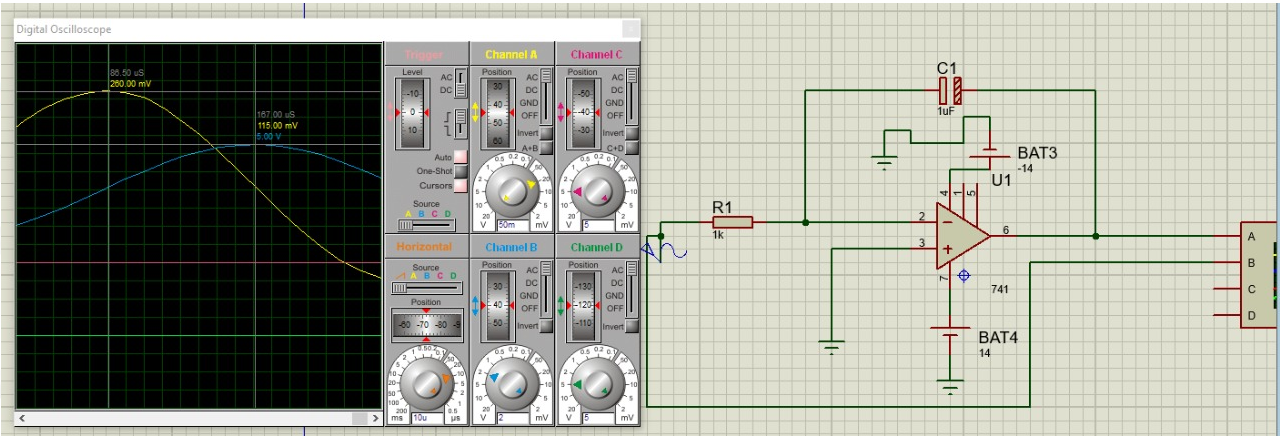 Digital Oscilloscope
86.50 uS
260.00 mV
167.00 uS
115.00 mV
5.00 V
Trigger
Level
AC
DC
-10
0
10
Auto
One-Shot
Cursors
Source
A B C D
Channel A
Position
AC
DC
GND
OFF
Invert
A+B
30
40
50
60
V
50m
mV
Channel C
Position
AC
DC
GND
OFF
Invert
C+D
-50
-40
-30
V
5
mV
Horizontal
Source
A B C D
Position
-60 -70 -80 -9
ms
10u
µs
Channel B
Position
AC
DC
GND
OFF
Invert
30
40
50
V
2
mV
Channel D
Position
AC
DC
GND
OFF
Invert
-130
-120
-110
V
5
mV
C1
1uF
BAT3
-14
U1
R1
1k
2
3
4
1
5
6
7
741
BAT4
14
A
B
C
D